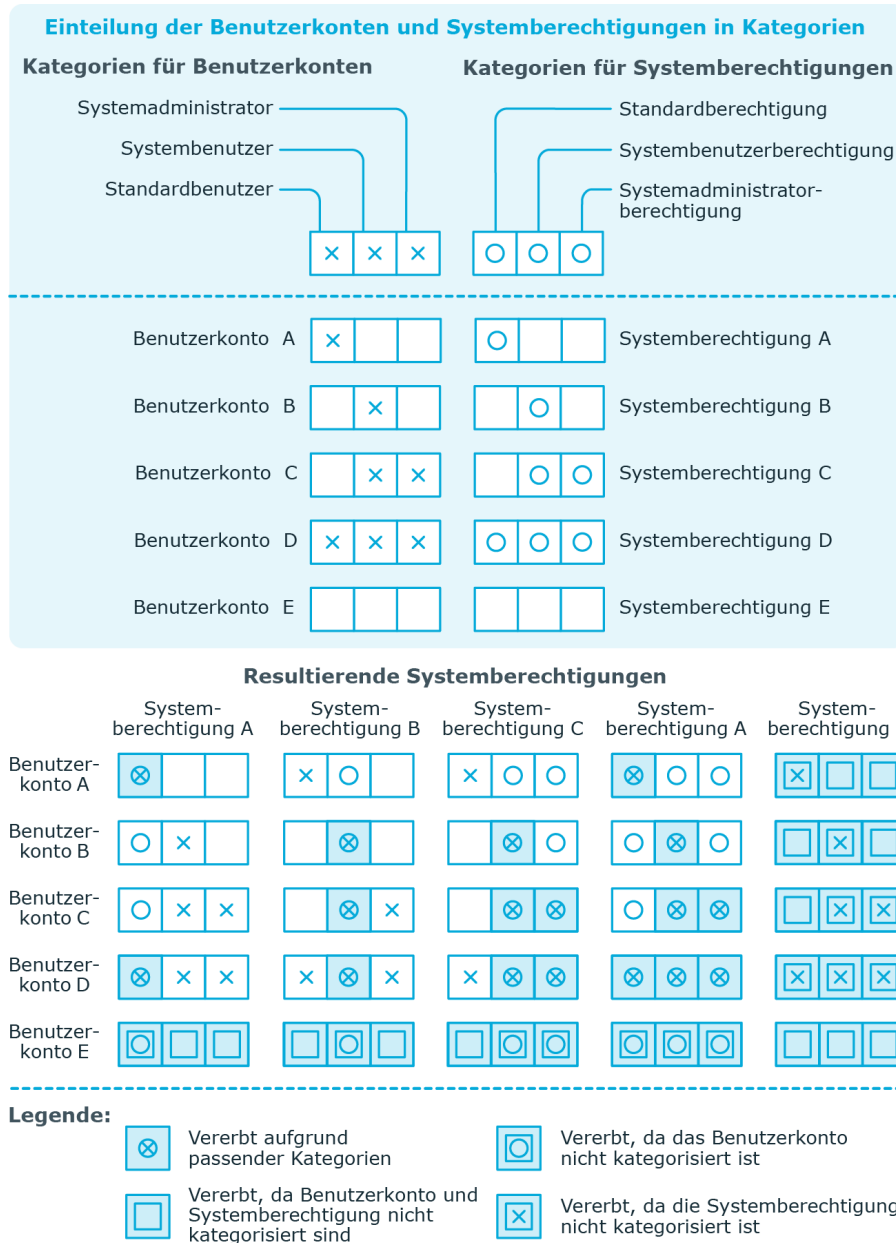 Einteilung der Benutzerkonten und Systemberechtigungen in Kategorien
Kategorien für Benutzerkonten
Kategorien für Systemberechtigungen
Systemadministrator
Systembenutzer
Standardbenutzer
Standardberechtigung
Systembenutzerberechtigung
Systemadministrator-
berechtigung
Benutzerkonto A
Systemberechtigung A
Benutzerkonto B
Systemberechtigung B
Benutzerkonto C
Systemberechtigung C
Benutzerkonto D
Systemberechtigung D
Benutzerkonto E
Systemberechtigung E
Resultierende Systemberechtigungen
System-
berechtigung A
System-
berechtigung B
System-
berechtigung C
System-
berechtigung A
System-
berechtigung
Benutzer-
konto A
Benutzer-
konto B
Benutzer-
konto C
Benutzer-
konto D
Benutzer-
konto E
Legende:
Vererbt aufgrund
passender Kategorien
Vererbt, da das Benutzerkonto
nicht kategorisiert ist
Vererbt, da Benutzerkonto und
Systemberechtigung nicht
kategorisiert sind
Vererbt, da die Systemberechtigung
nicht kategorisiert ist